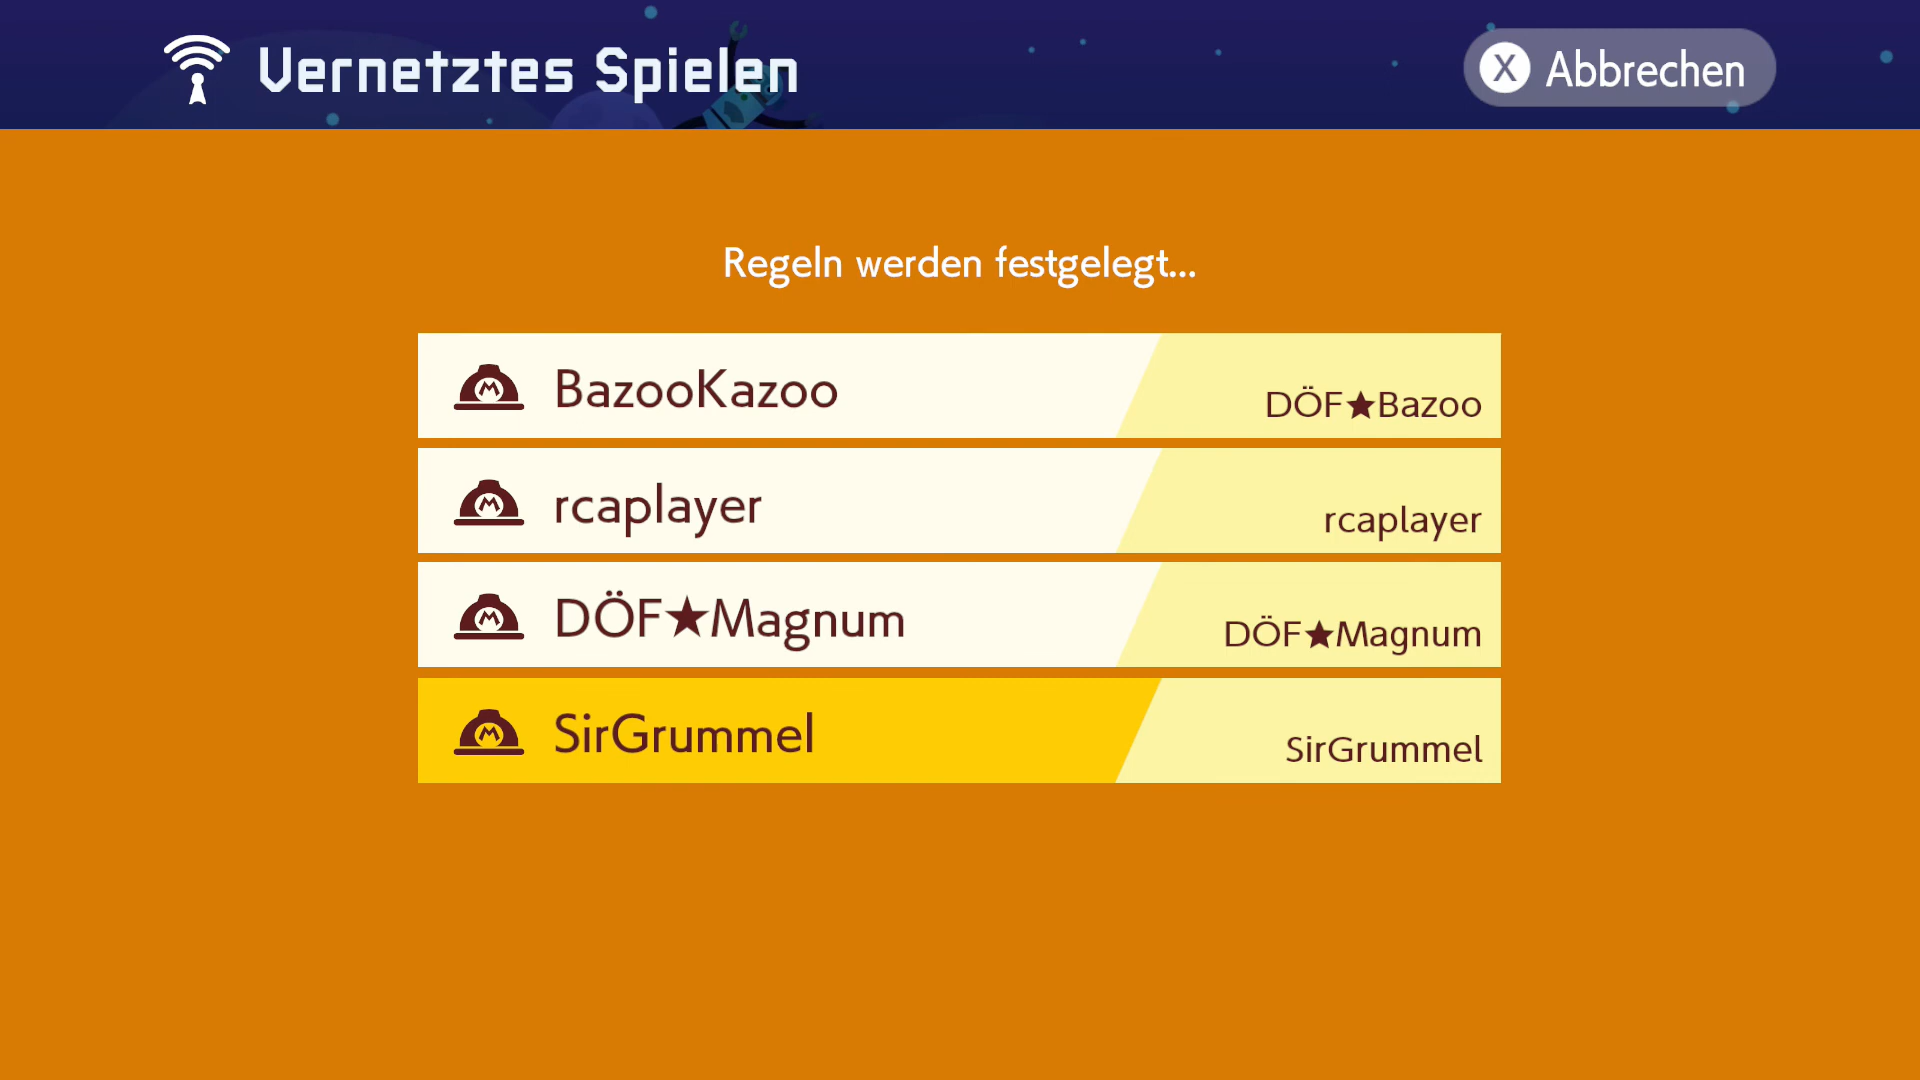 Vernetztes Spielen
X Abbrechen
Regeln werden festgelegt...
BazooKazoo DÖF★Bazoo
rcaplayer rcaplayer
DÖF★Magnum DÖF★Magnum
SirGrummel SirGrummel